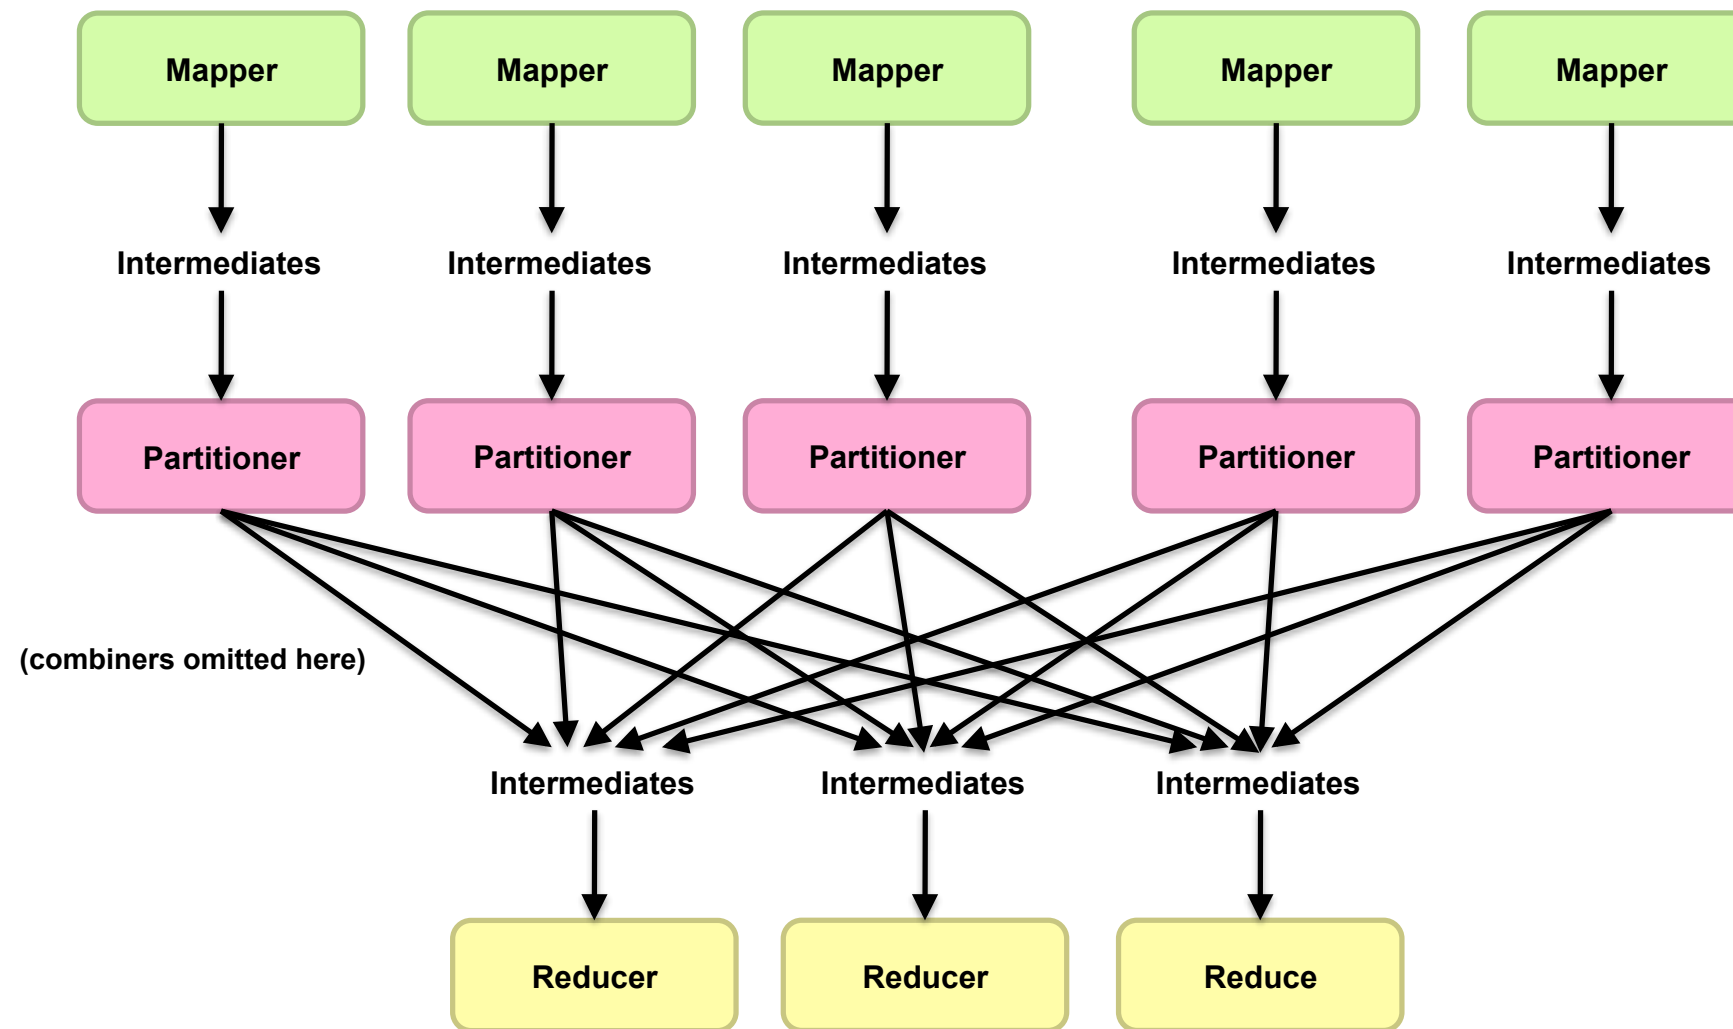 Mapper
Mapper
Mapper
Mapper
Mapper
Intermediates
Intermediates
Intermediates
Intermediates
Intermediates
Partitioner
Partitioner
Partitioner
Partitioner
Partitioner
(combiners omitted here)
Intermediates
Intermediates
Intermediates
Reducer
Reducer
Reduce